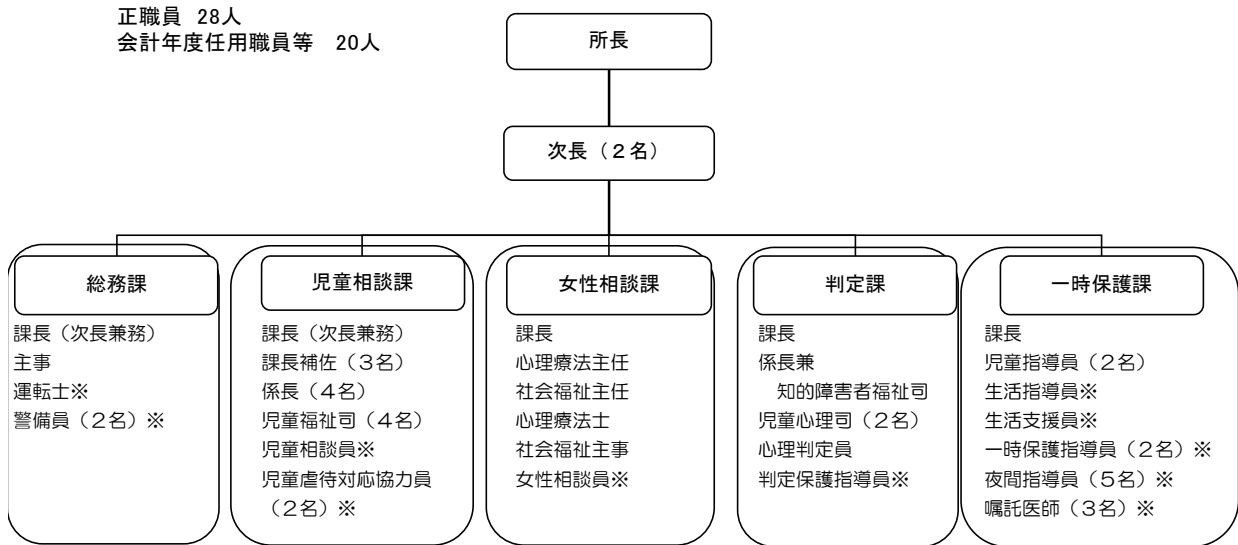 正職員 28人
会計年度任用職員等 20人
所長
次長（２名）
総務課
課長（次長兼務）
主事
運転士※
警備員（２名）※
児童相談課
課長（次長兼務）
課長補佐（３名）
係長（４名）
児童福祉司（４名）
児童相談員※
児童虐待対応協力員
（２名）※
女性相談課
課長
心理療法主任
社会福祉主任
心理療法士
社会福祉主事
女性相談員※
判定課
課長
係長兼
知的障害者福祉司
児童心理司（２名）
心理判定員
判定保護指導員※
一時保護課
課長
児童指導員（２名）
生活指導員※
生活支援員※
一時保護指導員（２名）※
夜間指導員（５名）※
嘱託医師（３名）※